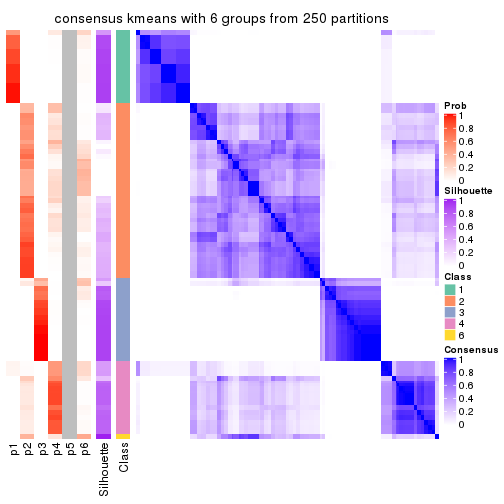 consensus kmeans with 6 groups from 250 partitions
Prob
1
0.8
0.6
0.4
0.2
0
Silhouette
1
0.8
0.6
0.4
0.2
0
Class
1
2
3
4
6
Consensus
1
0.8
0.6
0.4
0.2
0
p1
p2
p3
p4
p5
p6
Silhouette
Class